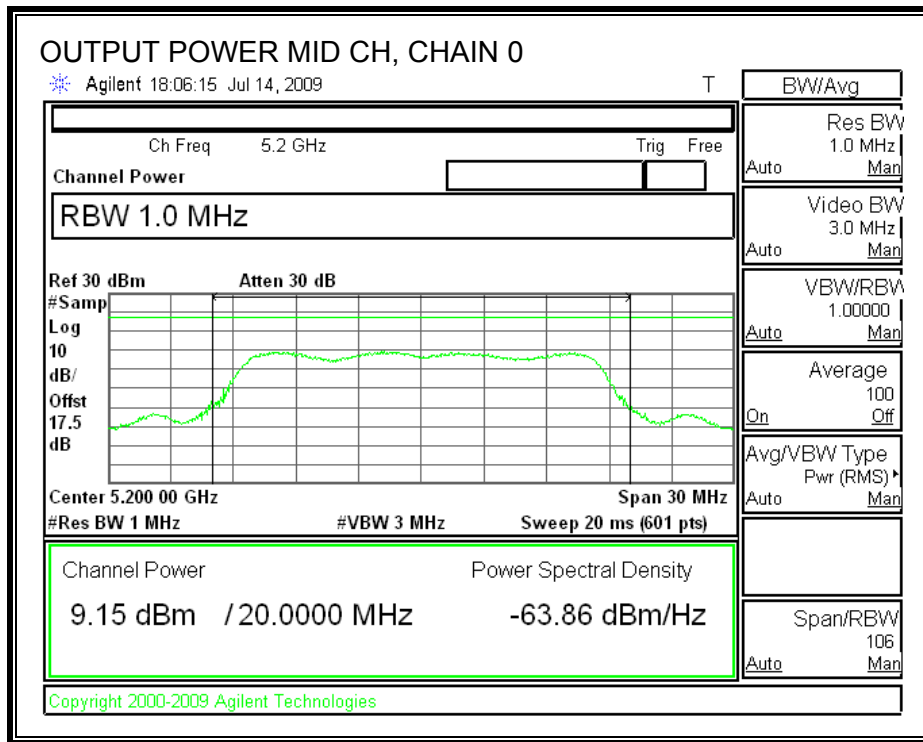 OUTPUT POWER MID CH, CHAIN 0
Agilent 18:06:15 Jul 14, 2009 T
Ch Freq 5.2 GHz Trig Free
Channel Power
RBW 1.0 MHz
Ref 30 dBm Atten 30 dB
#Samp
Log
10
dB/
Offst
17.5
dB
Center 5.200 00 GHz Span 30 MHz
#Res BW 1 MHz #VBW 3 MHz Sweep 20 ms (601 pts)
Channel Power Power Spectral Density
9.15 dBm /20.0000 MHz -63.86 dBm/Hz
Copyright 2000-2009 Agilent Technologies
BW/Avg
Res BW
1.0 MHz
Auto Man
Video BW
3.0 MHz
Auto Man
VBW/RBW
1.00000
Auto Man
Average
100
On Off
Avg/VBW Type
Pwr (RMS)
Auto Man
Span/RBW
106
Auto Man